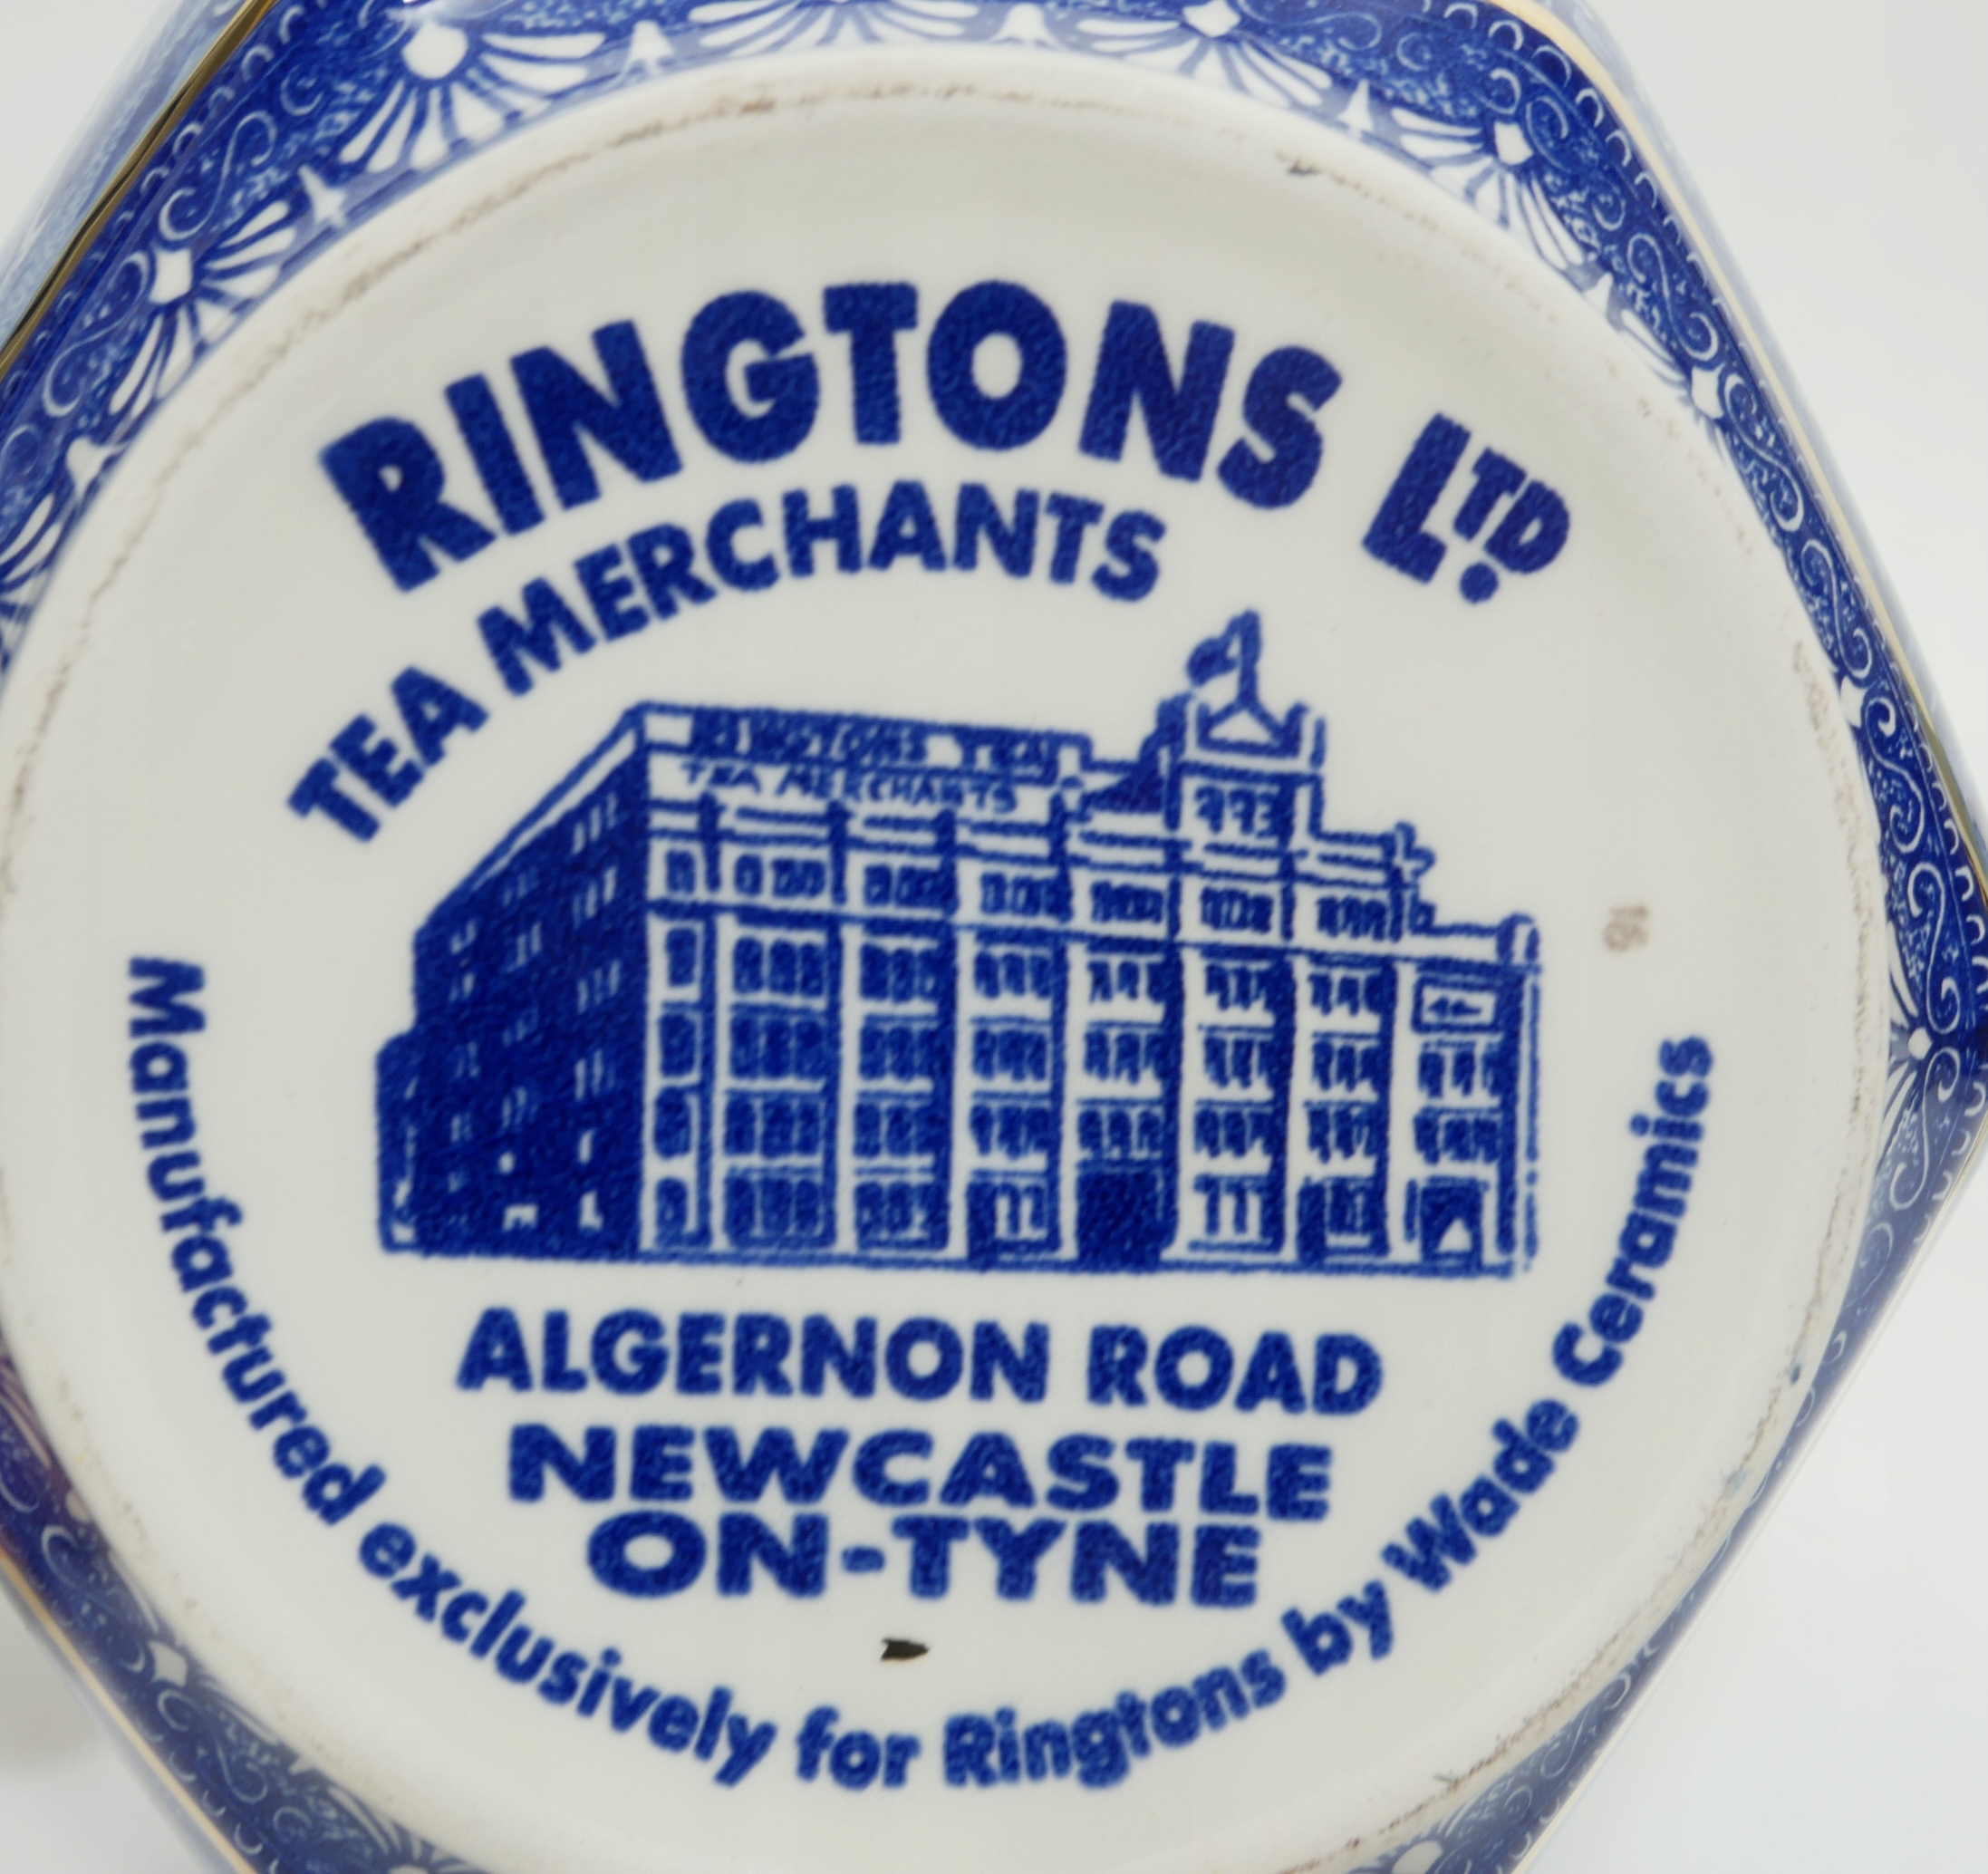 RINGTONS LTD.
TEA MERCHANTS
RINGTONS TEA
TEA MERCHANTS
16
ALGERNON ROAD
NEWCASTLE
ON-TYNE
Manufactured exclusively for Ringtons by Wade Ceramics